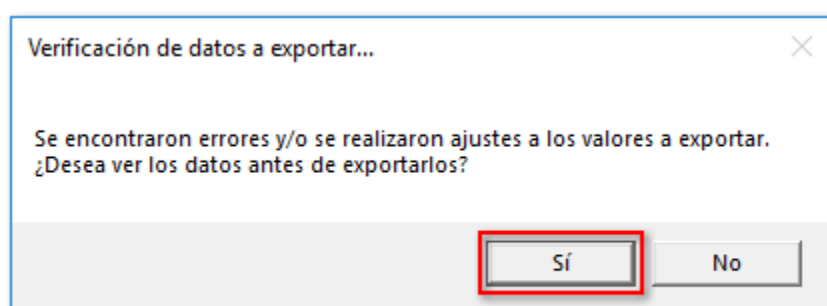 Verificación de datos a exportar...
Se encontraron errores y/o se realizaron ajustes a los valores a exportar.
¿Desea ver los datos antes de exportarlos?
Sí
No